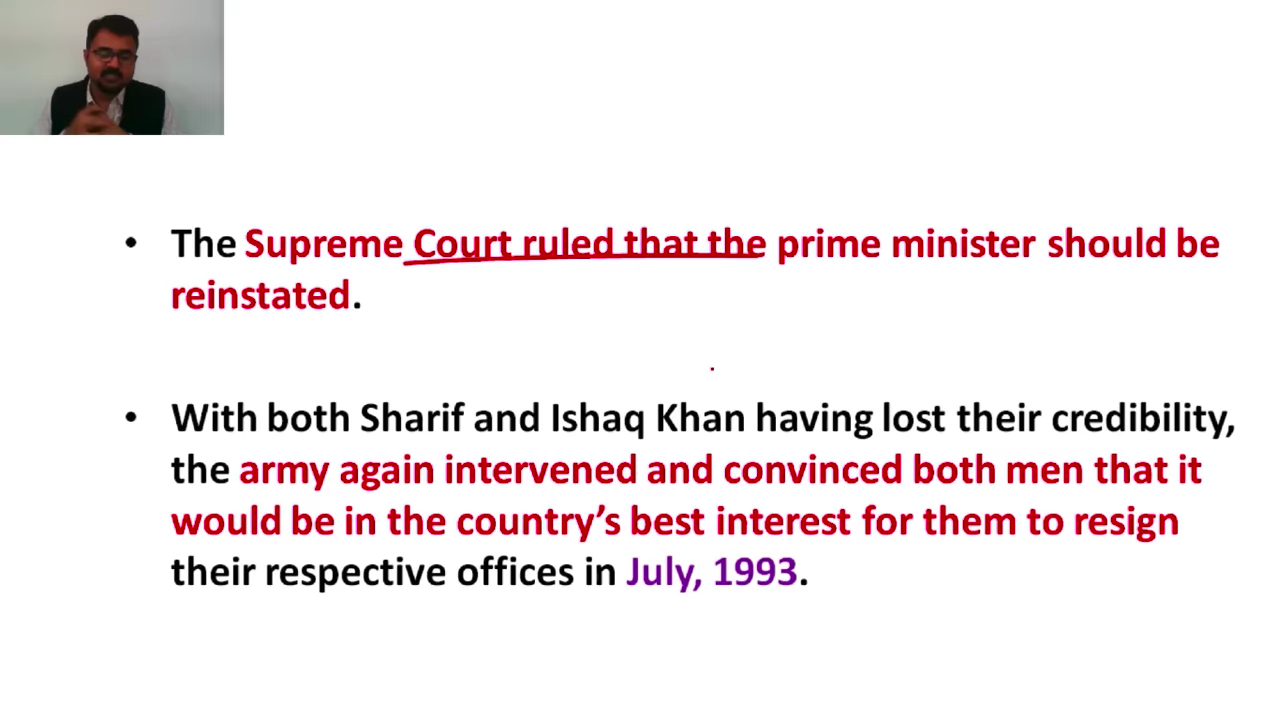 • The Supreme Court ruled that the prime minister should be
reinstated.
• With both Sharif and Ishaq Khan having lost their credibility,
the army again intervened and convinced both men that it
would be in the country’s best interest for them to resign
their respective offices in July, 1993.